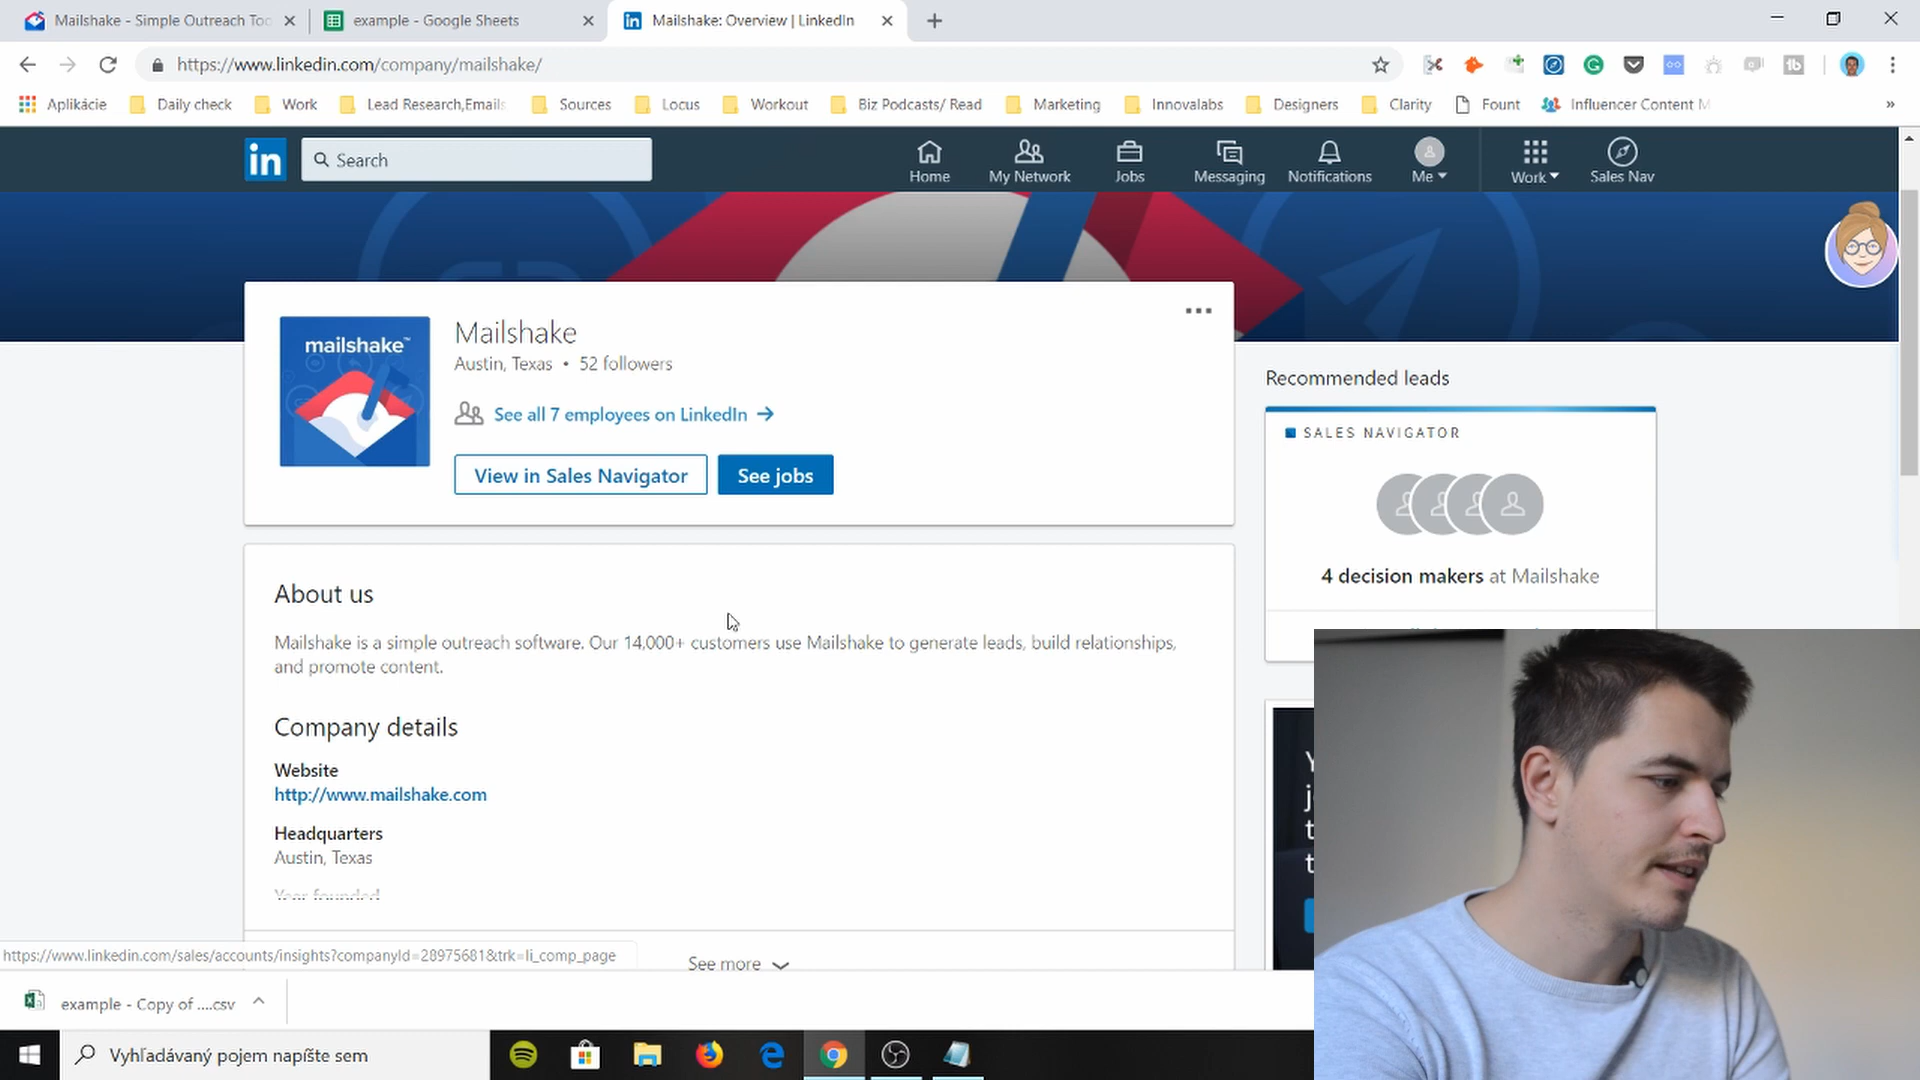 Mailshake - Simple Outreach Too
example - Google Sheets
Mailshake: Overview | LinkedIn
https://www.linkedin.com/company/mailshake/
Aplikácie
Daily check
Work
Lead Research,Emails
Sources
Locus
Workout
Biz Podcasts/ Read
Marketing
Innovalabs
Designers
Clarity
Fount
Influencer Content M
»
in
Search
Home
My Network
Jobs
Messaging
Notifications
Me
Work
Sales Nav
mailshake™
Mailshake
Austin, Texas • 52 followers
See all 7 employees on LinkedIn →
View in Sales Navigator
See jobs
Recommended leads
SALES NAVIGATOR
4 decision makers at Mailshake
About us
Mailshake is a simple outreach software. Our 14,000+ customers use Mailshake to generate leads, build relationships,
and promote content.
Company details
Website
http://www.mailshake.com
Headquarters
Austin, Texas
Year founded
See more
https://www.linkedin.com/sales/accounts/insights?companyId=28975681&trk=li_comp_page
example - Copy of ....csv
Vyhľadávaný pojem napíšte sem